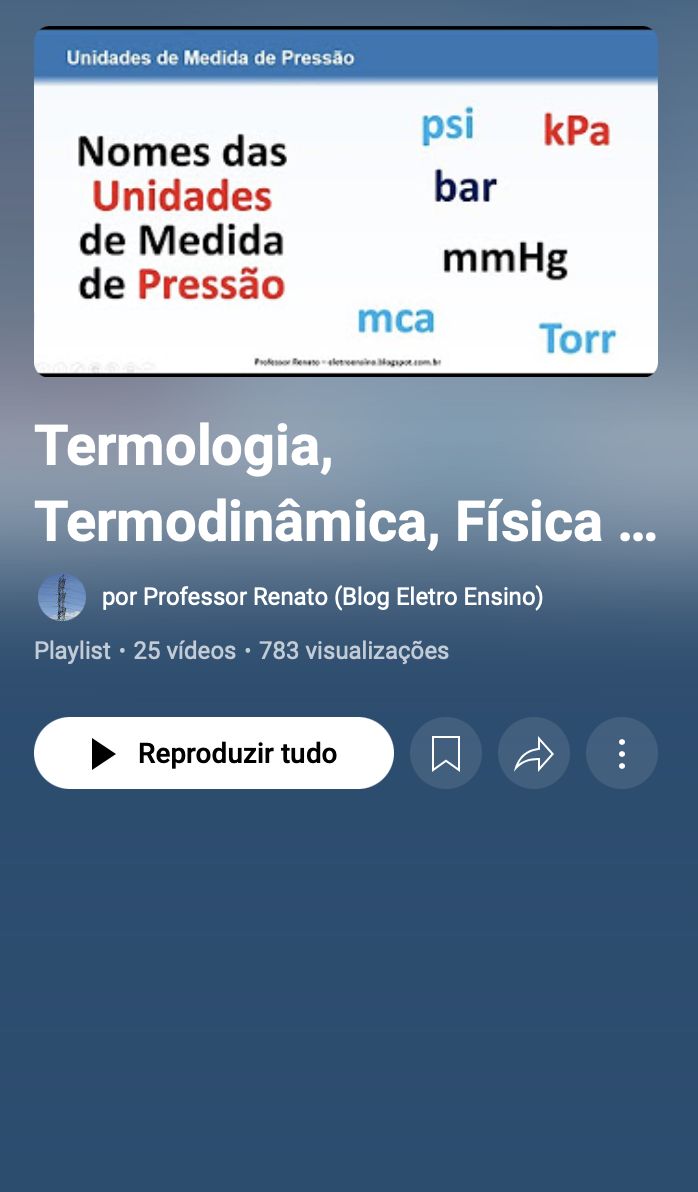 Unidades de Medida de Pressão
Nomes das
Unidades
de Medida
de Pressão
psi
kPa
bar
mmHg
mca
Torr
Professor Renato – eletroensino.blogspot.com.br
Termologia,
Termodinâmica, Física ...
por Professor Renato (Blog Eletro Ensino)
Playlist • 25 vídeos • 783 visualizações
Reproduzir tudo